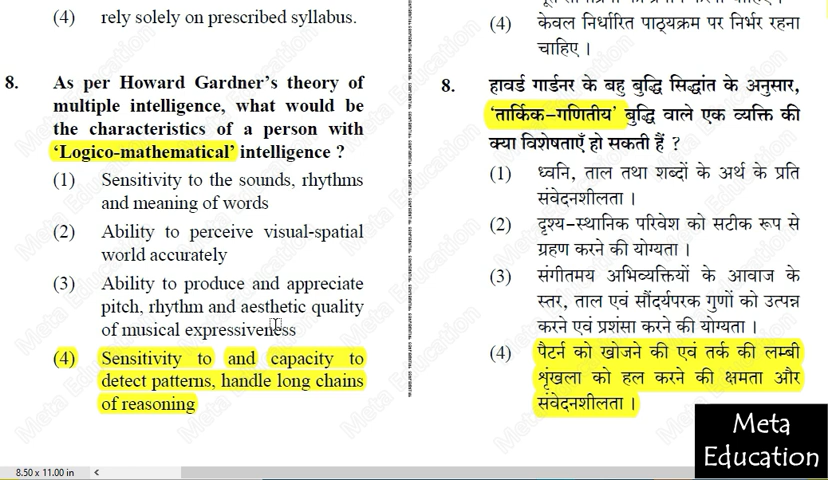 (4) rely solely on prescribed syllabus.
8. As per Howard Gardner's theory of
multiple intelligence, what would be
the characteristics of a person with
'Logico-mathematical' intelligence ?
(1) Sensitivity to the sounds, rhythms
and meaning of words
(2) Ability to perceive visual-spatial
world accurately
(3) Ability to produce and appreciate
pitch, rhythm and aesthetic quality
of musical expressiveness
(4) Sensitivity to and capacity to
detect patterns, handle long chains
of reasoning
(4) केवल निर्धारित पाठ्यक्रम पर निर्भर रहना
चाहिए ।
8. हावर्ड गार्डनर के बहु बुद्धि सिद्धांत के अनुसार,
'तार्किक-गणितीय' बुद्धि वाले एक व्यक्ति की
क्या विशेषताएँ हो सकती हैं ?
(1) ध्वनि, ताल तथा शब्दों के अर्थ के प्रति
संवेदनशीलता ।
(2) दृश्य-स्थानिक परिवेश को सटीक रूप से
ग्रहण करने की योग्यता ।
(3) संगीतमय अभिव्यक्तियों के आवाज के
स्तर, ताल एवं सौंदर्यपरक गुणों को उत्पन्न
करने एवं प्रशंसा करने की योग्यता ।
(4) पैटर्न को खोजने की एवं तर्क की लम्बी
शृंखला को हल करने की क्षमता और
संवेदनशीलता ।
Meta
Education
8.50 x 11.00 in